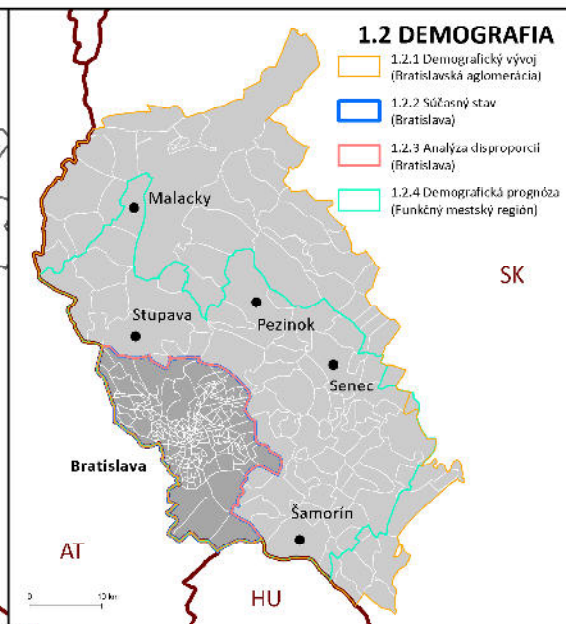 1.2 DEMOGRAFIA
1.2.1 Demografický vývoj
(Bratislavská aglomerácia)
1.2.2 Súčasný stav
(Bratislava)
1.2.3 Analýza disproporcií
(Bratislava)
1.2.4 Demografická prognóza
(Funkčný mestský región)
Malacky
SK
Stupava
Pezinok
Senec
Bratislava
Šamorín
AT
HU
0 10 km